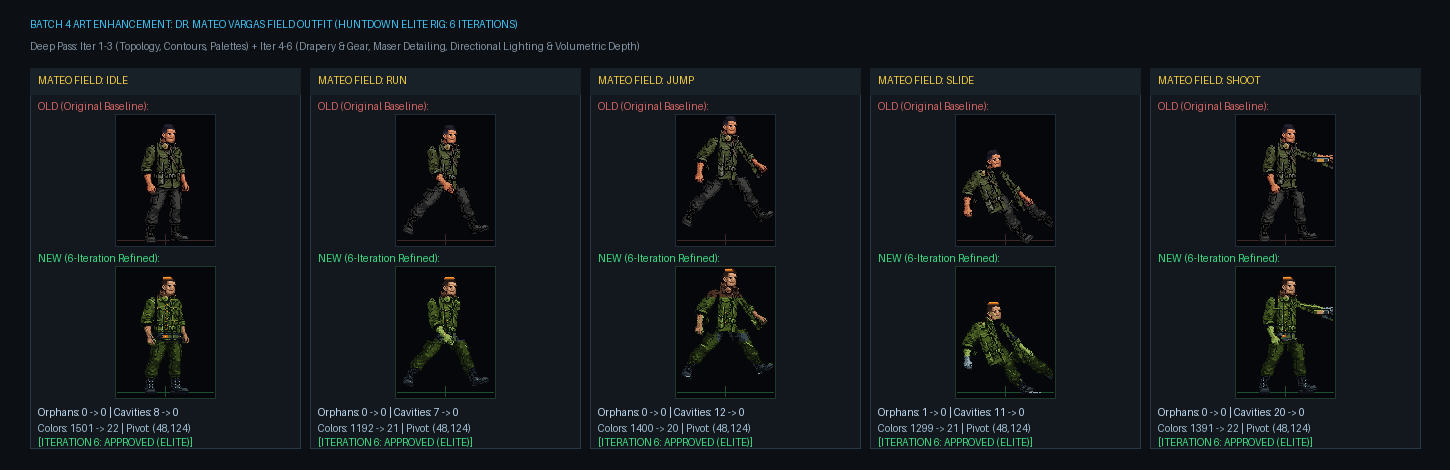 BATCH 4 ART ENHANCEMENT: DR. MATEO VARGAS FIELD OUTFIT (HUNTDOWN ELITE RIG: 6 ITERATIONS)
Deep Pass: Iter 1-3 (Topology, Contours, Palettes) + Iter 4-6 (Drapery & Gear, Maser Detailing, Directional Lighting & Volumetric Depth)
MATEO FIELD: IDLE
OLD (Original Baseline):
NEW (6-Iteration Refined):
Orphans: 0 -> 0 | Cavities: 8 -> 0
Colors: 1501 -> 22 | Pivot: (48,124)
[ITERATION 6: APPROVED (ELITE)]
MATEO FIELD: RUN
OLD (Original Baseline):
NEW (6-Iteration Refined):
Orphans: 0 -> 0 | Cavities: 7 -> 0
Colors: 1192 -> 21 | Pivot: (48,124)
[ITERATION 6: APPROVED (ELITE)]
MATEO FIELD: JUMP
OLD (Original Baseline):
NEW (6-Iteration Refined):
Orphans: 0 -> 0 | Cavities: 12 -> 0
Colors: 1400 -> 20 | Pivot: (48,124)
[ITERATION 6: APPROVED (ELITE)]
MATEO FIELD: SLIDE
OLD (Original Baseline):
NEW (6-Iteration Refined):
Orphans: 1 -> 0 | Cavities: 11 -> 0
Colors: 1299 -> 21 | Pivot: (48,124)
[ITERATION 6: APPROVED (ELITE)]
MATEO FIELD: SHOOT
OLD (Original Baseline):
NEW (6-Iteration Refined):
Orphans: 0 -> 0 | Cavities: 20 -> 0
Colors: 1391 -> 22 | Pivot: (48,124)
[ITERATION 6: APPROVED (ELITE)]